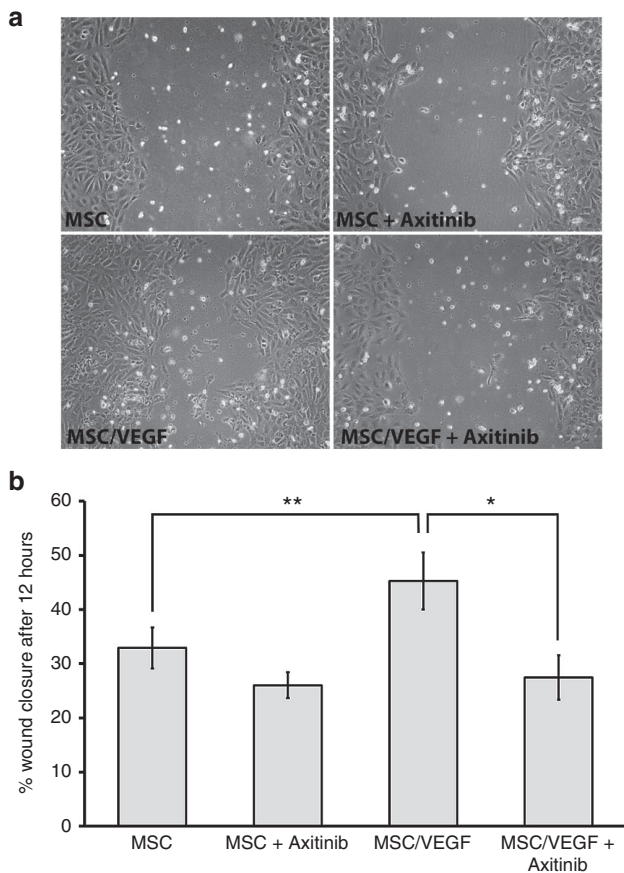 a
MSC
MSC + Axitinib
MSC/VEGF
MSC/VEGF + Axitinib
b
% wound closure after 12 hours
60
50
40
30
20
10
0
**
*
MSC
MSC + Axitinib
MSC/VEGF
MSC/VEGF +
Axitinib